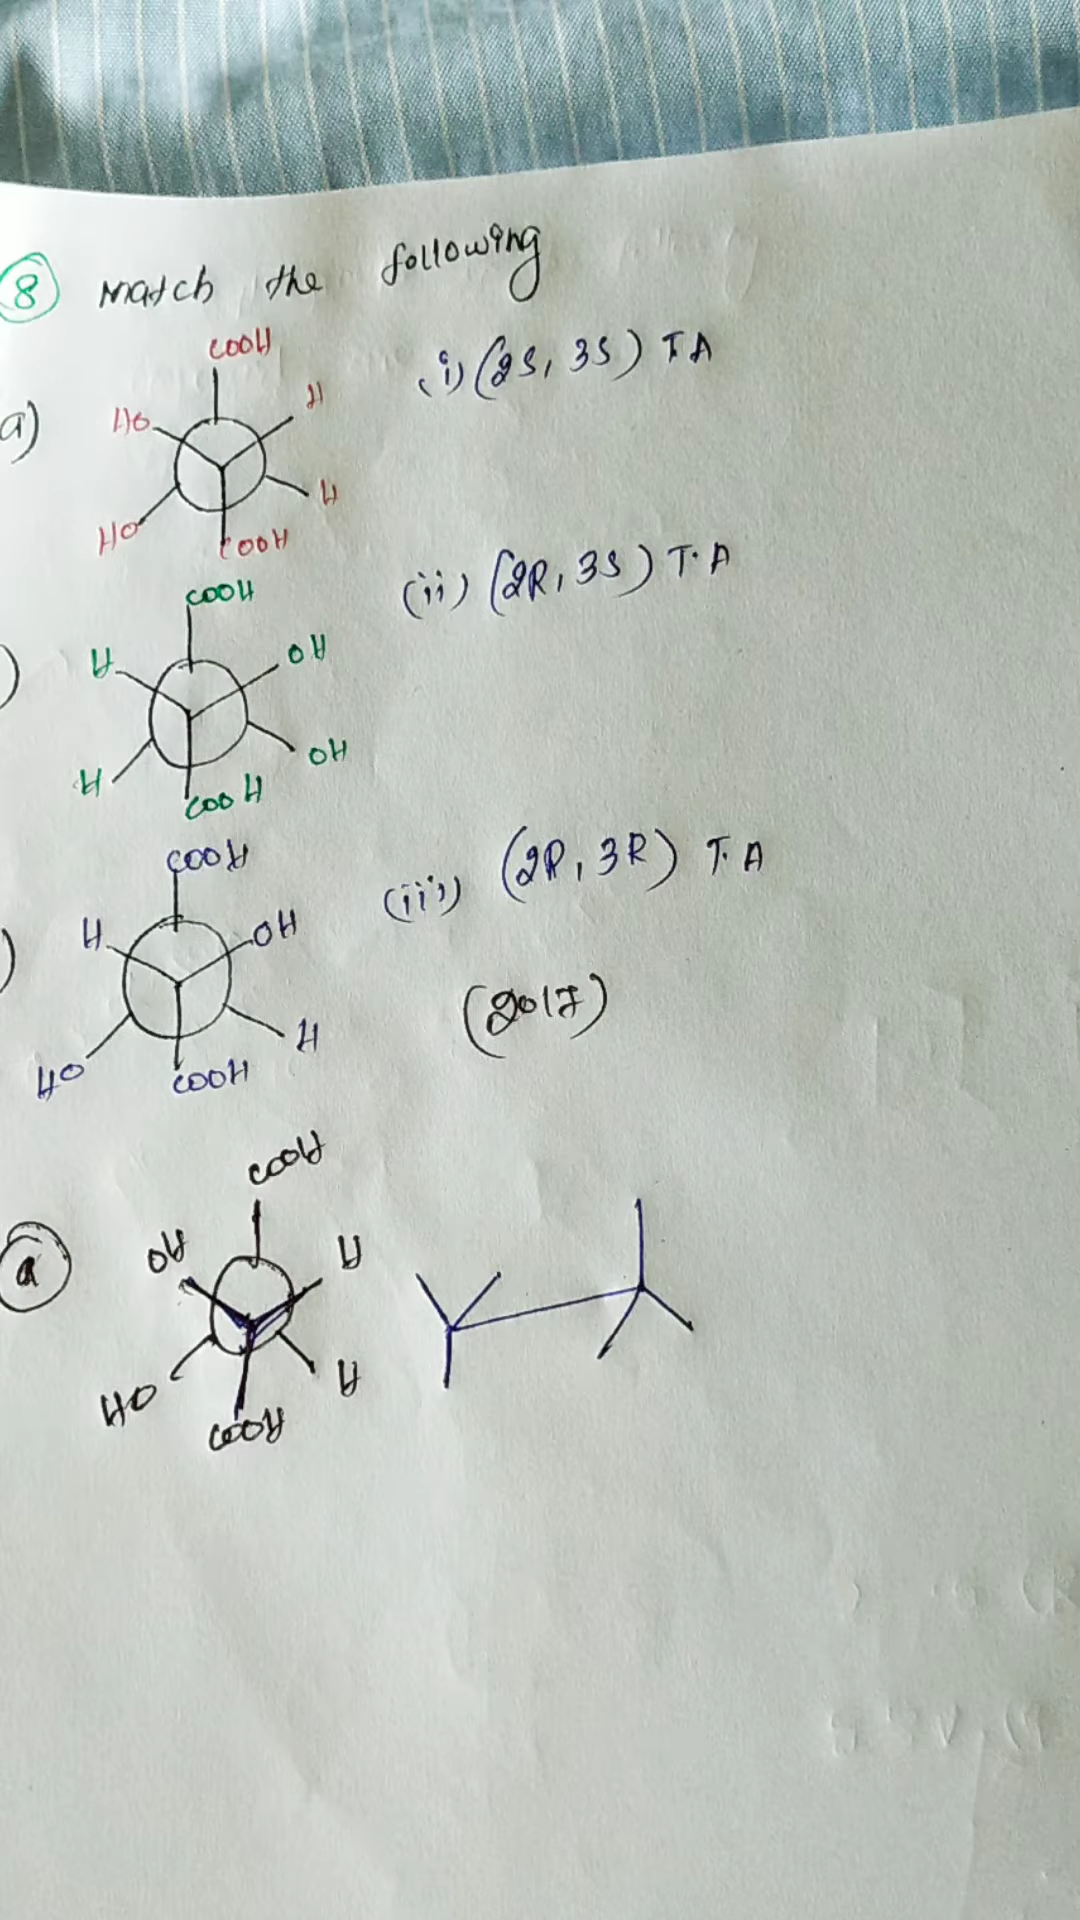 8 Match the following
COOH
(i) (2S, 3S) T A
a) HO H
HO H
COOH
COOH
(ii) (2R, 3S) T.A
) H OH
H OH
COOH
COOH
(iii) (2R, 3R) T.A
) H OH
(2017)
HO H
COOH
COOH
a OH H
HO H
COOH